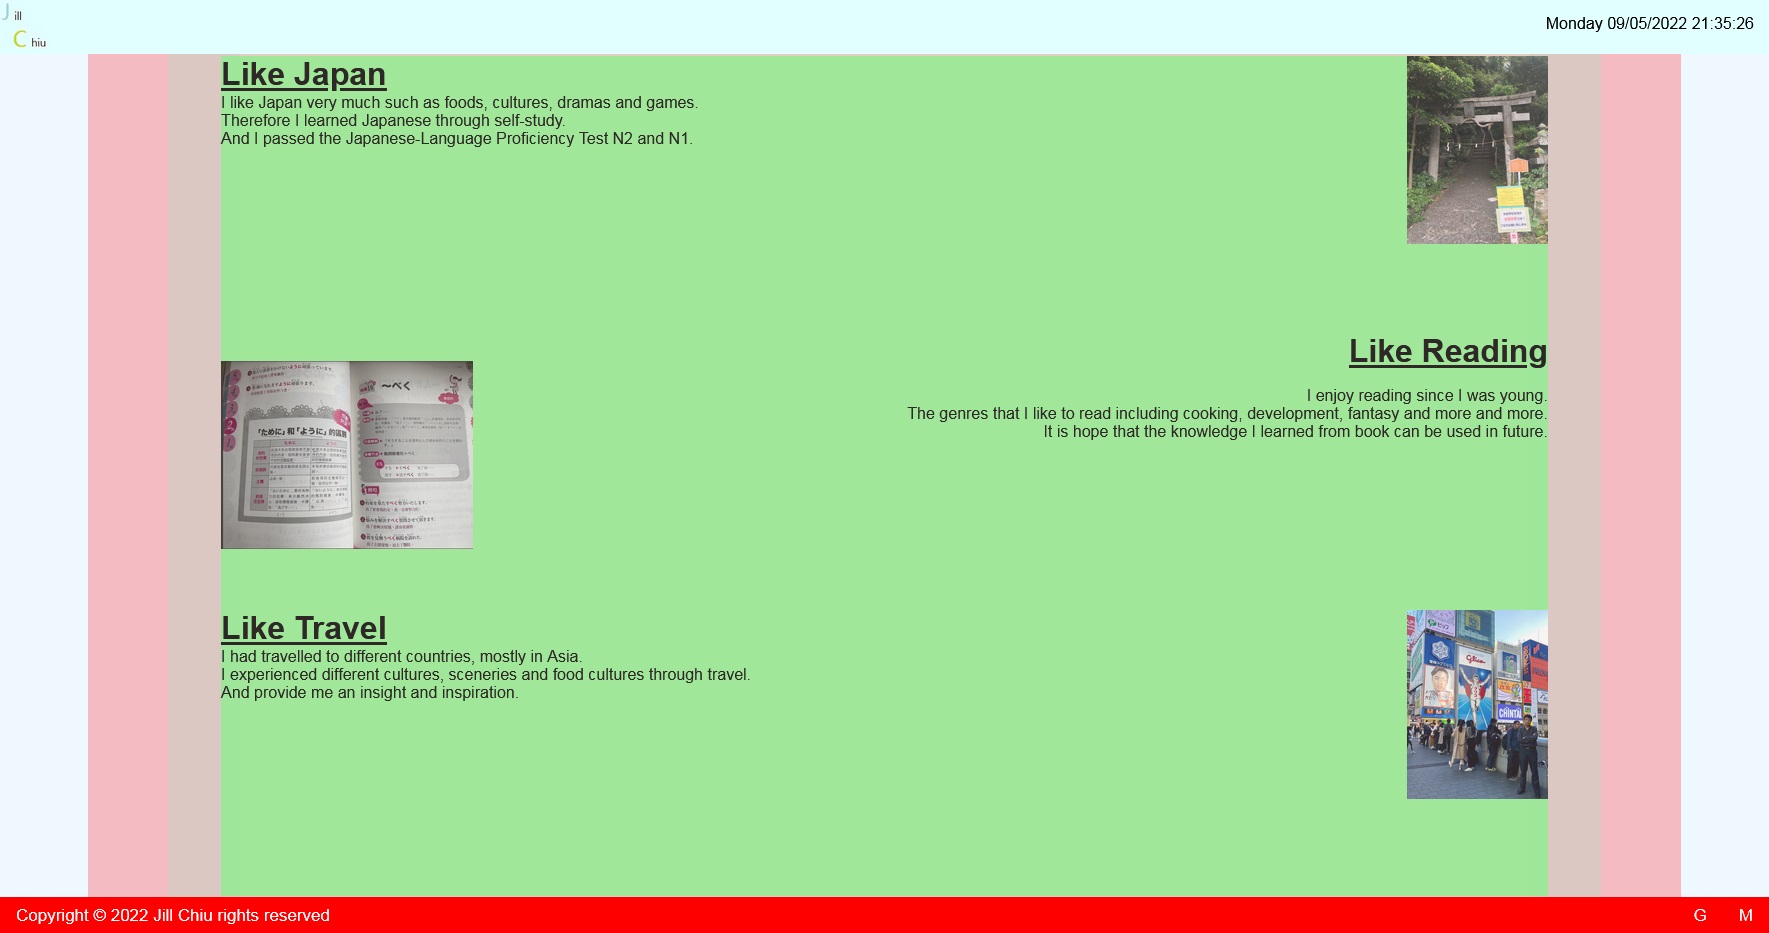 Jill
Chiu
Monday 09/05/2022 21:35:26
Like Japan
I like Japan very much such as foods, cultures, dramas and games.
Therefore I learned Japanese through self-study.
And I passed the Japanese-Language Proficiency Test N2 and N1.
Like Reading
I enjoy reading since I was young.
The genres that I like to read including cooking, development, fantasy and more and more.
It is hope that the knowledge I learned from book can be used in future.
～べく
「ために」和「ように」的區別
Like Travel
I had travelled to different countries, mostly in Asia.
I experienced different cultures, sceneries and food cultures through travel.
And provide me an insight and inspiration.
Glico
CHINTAI
Copyright © 2022 Jill Chiu rights reserved
G M